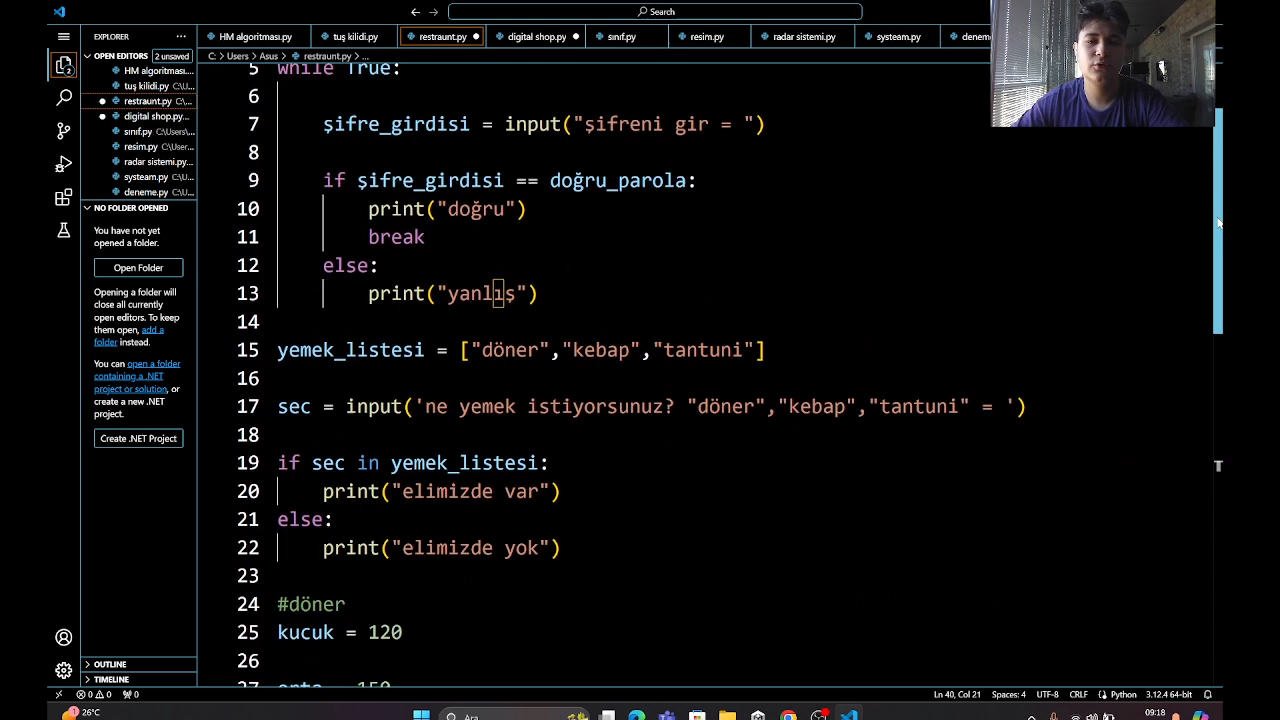 Search
EXPLORER
OPEN EDITORS 2 unsaved
HM algoritması...
tuş kilidi.py C:\U...
restraunt.py C:\...
digital shop.py...
sınıf.py C:\Users\...
resim.py C:\User...
radar sistemi.py...
systeam.py C:\U...
deneme.py C:\U...
NO FOLDER OPENED
You have not yet
opened a folder.
Open Folder
Opening a folder will
close all currently
open editors. To keep
them open, add a
folder instead.
You can open a folder
containing a .NET
project or solution, or
create a new .NET
project.
Create .NET Project
OUTLINE
TIMELINE
HM algoritması.py tuş kilidi.py restraunt.py digital shop.py sınıf.py resim.py radar sistemi.py systeam.py
C: > Users > Asus > restraunt.py > ...
5 while True:
6
7 şifre_girdisi = input("şifreni gir = ")
8
9 if şifre_girdisi == doğru_parola:
10 print("doğru")
11 break
12 else:
13 print("yanlış")
14
15 yemek_listesi = ["döner","kebap","tantuni"]
16
17 sec = input('ne yemek istiyorsunuz? "döner","kebap","tantuni" = ')
18
19 if sec in yemek_listesi:
20 print("elimizde var")
21 else:
22 print("elimizde yok")
23
24 #döner
25 kucuk = 120
26
27 orta = 150
0 0 0 Ln 40, Col 21 Spaces: 4 UTF-8 CRLF Python 3.12.4 64-bit
26°C Ara 09:18